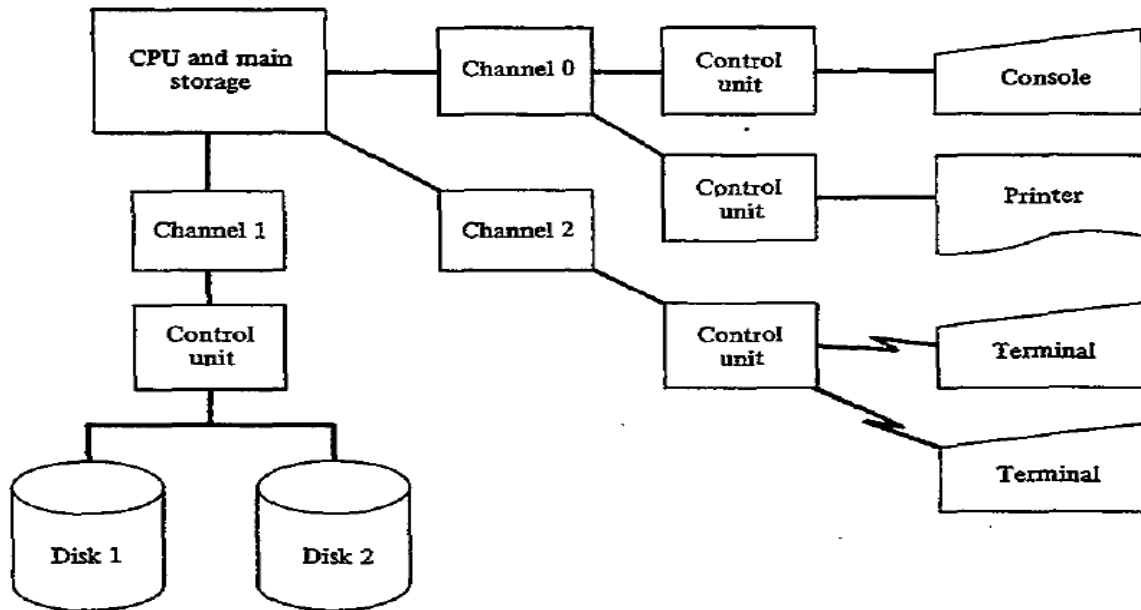 CPU and main
storage
Channel 0
Control
unit
Console
Control
unit
Printer
Channel 1
Channel 2
Control
unit
Control
unit
Terminal
Terminal
Disk 1
Disk 2